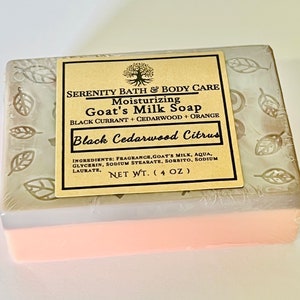 Serenity Bath & Body Care
Moisturizing
Goat's Milk Soap
Black Currant + Cedarwood + Orange
Black Cedarwood Citrus
Ingredients: Fragrance,Goat's Milk, Aqua,
Glycerin, Sodium Stearate, Sorbito, Sodium
Laurate,
Net Wt. ( 4 oz )